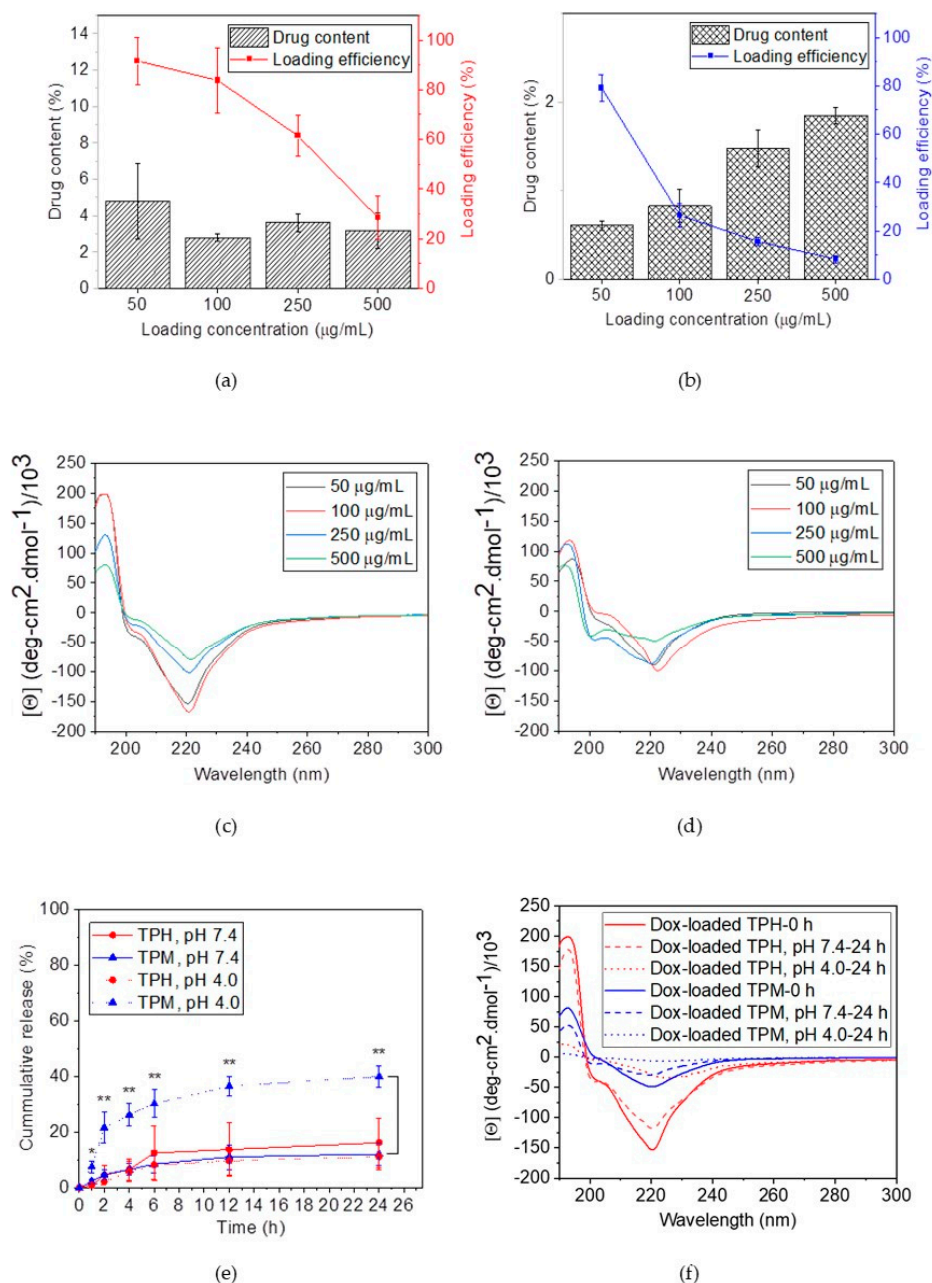 Drug content
Loading efficiency
Drug content (%)
14
12
10
8
6
4
2
0
100
80
60
40
20
0
Loading efficiency (%)
50 100 250 500
Loading concentration (µg/mL)
(a)
Drug content
Loading efficiency
Drug content (%)
2
0
100
80
60
40
20
0
Loading efficiency (%)
50 100 250 500
Loading concentration (µg/mL)
(b)
[Θ] (deg-cm².dmol⁻¹)/10³
250
200
150
100
50
0
-50
-100
-150
-200
50 µg/mL
100 µg/mL
250 µg/mL
500 µg/mL
200 220 240 260 280 300
Wavelength (nm)
(c)
[Θ] (deg-cm².dmol⁻¹)/10³
250
200
150
100
50
0
-50
-100
-150
-200
50 µg/mL
100 µg/mL
250 µg/mL
500 µg/mL
200 220 240 260 280 300
Wavelength (nm)
(d)
Cummulative release (%)
100
80
60
40
20
0
TPH, pH 7.4
TPM, pH 7.4
TPH, pH 4.0
TPM, pH 4.0
* ** ** ** ** **
0 2 4 6 8 10 12 14 16 18 20 22 24 26
Time (h)
(e)
[Θ] (deg-cm².dmol⁻¹)/10³
250
200
150
100
50
0
-50
-100
-150
-200
Dox-loaded TPH-0 h
Dox-loaded TPH, pH 7.4-24 h
Dox-loaded TPH, pH 4.0-24 h
Dox-loaded TPM-0 h
Dox-loaded TPM, pH 7.4-24 h
Dox-loaded TPM, pH 4.0-24 h
200 220 240 260 280 300
Wavelength (nm)
(f)